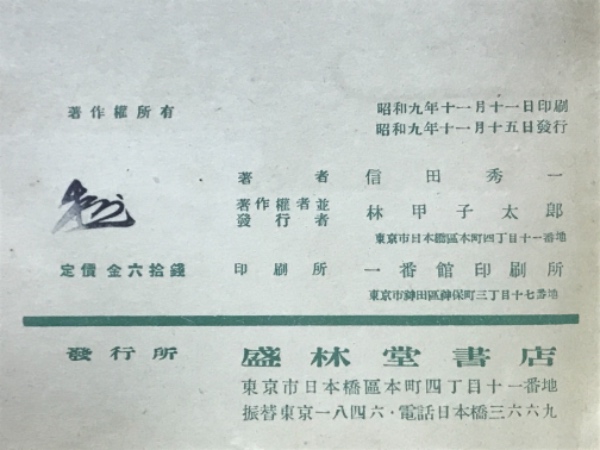 著作權所有
昭和九年十一月十一日印刷
昭和九年十一月十五日發行
著者 信田秀一
著作權者並
發行者 林甲子太郎
東京市日本橋區本町四丁目十一番地
定價 金六拾錢
印刷所 一番館印刷所
東京市神田區神保町三丁目十七番地
發行所 盛林堂書店
東京市日本橋區本町四丁目十一番地
振替東京一八四六・電話日本橋三六六九